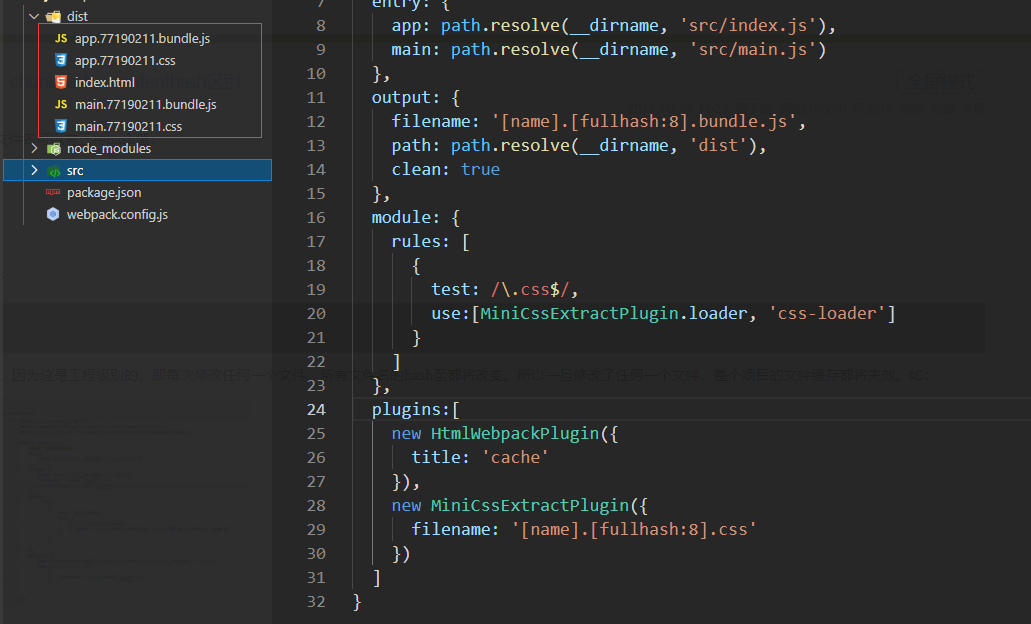 dist
JS app.77190211.bundle.js
app.77190211.css
index.html
JS main.77190211.bundle.js
main.77190211.css
node_modules
src
package.json
webpack.config.js
7 entry: {
8 app: path.resolve(__dirname, 'src/index.js'),
9 main: path.resolve(__dirname, 'src/main.js')
10 },
11 output: {
12 filename: '[name].[fullhash:8].bundle.js',
13 path: path.resolve(__dirname, 'dist'),
14 clean: true
15 },
16 module: {
17 rules: [
18 {
19 test: /\.css$/,
20 use:[MiniCssExtractPlugin.loader, 'css-loader']
21 }
22 ]
23 },
24 plugins:[
25 new HtmlWebpackPlugin({
26 title: 'cache'
27 }),
28 new MiniCssExtractPlugin({
29 filename: '[name].[fullhash:8].css'
30 })
31 ]
32 }